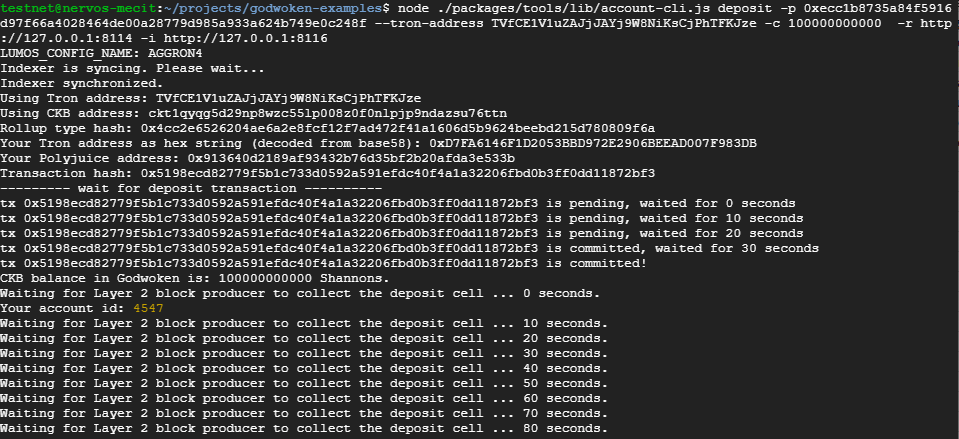 testnet@nervos-mecit:~/projects/godwoken-examples$ node ./packages/tools/lib/account-cli.js deposit -p 0xecc1b8735a84f5916
d97f66a4028464de00a28779d985a933a624b749e0c248f --tron-address TVfCE1V1uZAJjJAYj9W8NiKsCjPhTFKJze -c 100000000000  -r http
://127.0.0.1:8114 -i http://127.0.0.1:8116
LUMOS_CONFIG_NAME: AGGRON4
Indexer is syncing. Please wait...
Indexer synchronized.
Using Tron address: TVfCE1V1uZAJjJAYj9W8NiKsCjPhTFKJze
Using CKB address: ckt1qyqg5d29np8wzc55lp008z0f0nlpjp9ndazsu76ttn
Rollup type hash: 0x4cc2e6526204ae6a2e8fcf12f7ad472f41a1606d5b9624beebd215d780809f6a
Your Tron address as hex string (decoded from base58): 0xD7FA6146F1D2053BBD972E2906BEEAD007F983DB
Your Polyjuice address: 0x913640d2189af93432b76d35bf2b20afda3e533b
Transaction hash: 0x5198ecd82779f5b1c733d0592a591efdc40f4a1a32206fbd0b3ff0dd11872bf3
--------- wait for deposit transaction ----------
tx 0x5198ecd82779f5b1c733d0592a591efdc40f4a1a32206fbd0b3ff0dd11872bf3 is pending, waited for 0 seconds
tx 0x5198ecd82779f5b1c733d0592a591efdc40f4a1a32206fbd0b3ff0dd11872bf3 is pending, waited for 10 seconds
tx 0x5198ecd82779f5b1c733d0592a591efdc40f4a1a32206fbd0b3ff0dd11872bf3 is pending, waited for 20 seconds
tx 0x5198ecd82779f5b1c733d0592a591efdc40f4a1a32206fbd0b3ff0dd11872bf3 is committed, waited for 30 seconds
tx 0x5198ecd82779f5b1c733d0592a591efdc40f4a1a32206fbd0b3ff0dd11872bf3 is committed!
CKB balance in Godwoken is: 100000000000 Shannons.
Waiting for Layer 2 block producer to collect the deposit cell ... 0 seconds.
Your account id: 4547
Waiting for Layer 2 block producer to collect the deposit cell ... 10 seconds.
Waiting for Layer 2 block producer to collect the deposit cell ... 20 seconds.
Waiting for Layer 2 block producer to collect the deposit cell ... 30 seconds.
Waiting for Layer 2 block producer to collect the deposit cell ... 40 seconds.
Waiting for Layer 2 block producer to collect the deposit cell ... 50 seconds.
Waiting for Layer 2 block producer to collect the deposit cell ... 60 seconds.
Waiting for Layer 2 block producer to collect the deposit cell ... 70 seconds.
Waiting for Layer 2 block producer to collect the deposit cell ... 80 seconds.